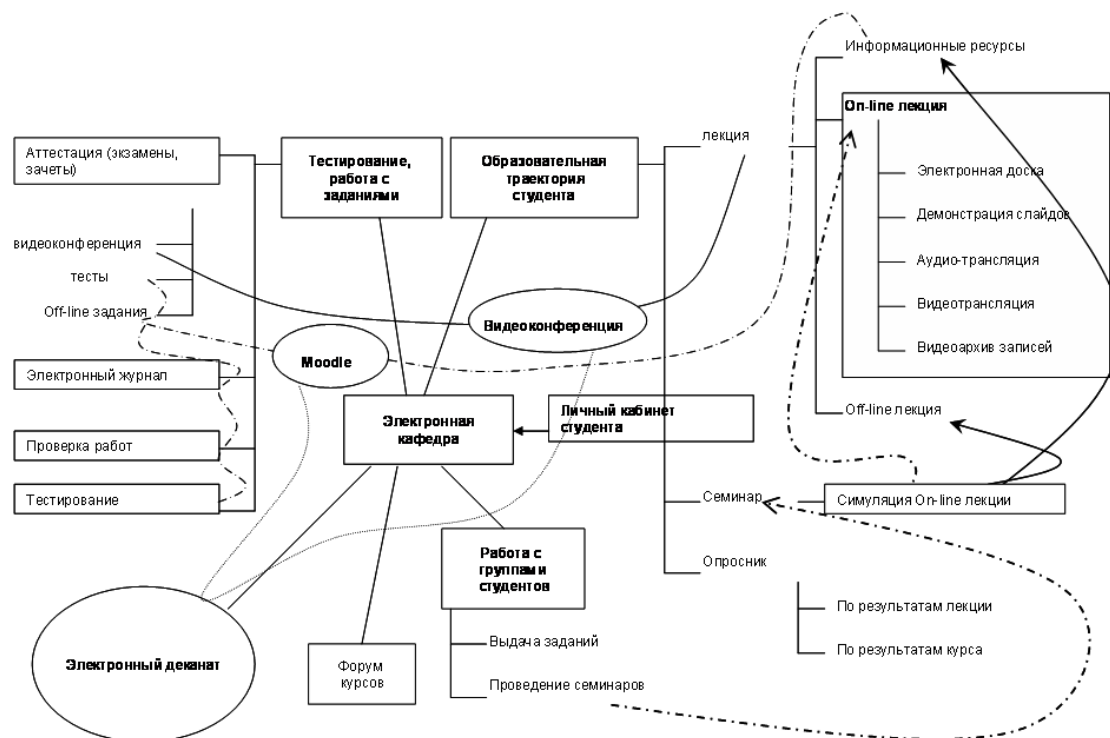 Информационные ресурсы
On-line лекция
Электронная доска
Демонстрация слайдов
Аудио-трансляция
Видеотрансляция
Видеоархив записей
Off-line лекция
лекция
Аттестация (экзамены,
зачеты)
Тестирование,
работа с
заданиями
Образовательная
траектория
студента
видеоконференция
тесты
Off-line задания
Видеоконференция
Moodle
Электронный журнал
Проверка работ
Тестирование
Электронная
кафедра
Личный кабинет
студента
Семинар
Симуляция On-line лекции
Опросник
По результатам лекции
По результатам курса
Работа с
группами
студентов
Выдача заданий
Проведение семинаров
Форум
курсов
Электронный деканат